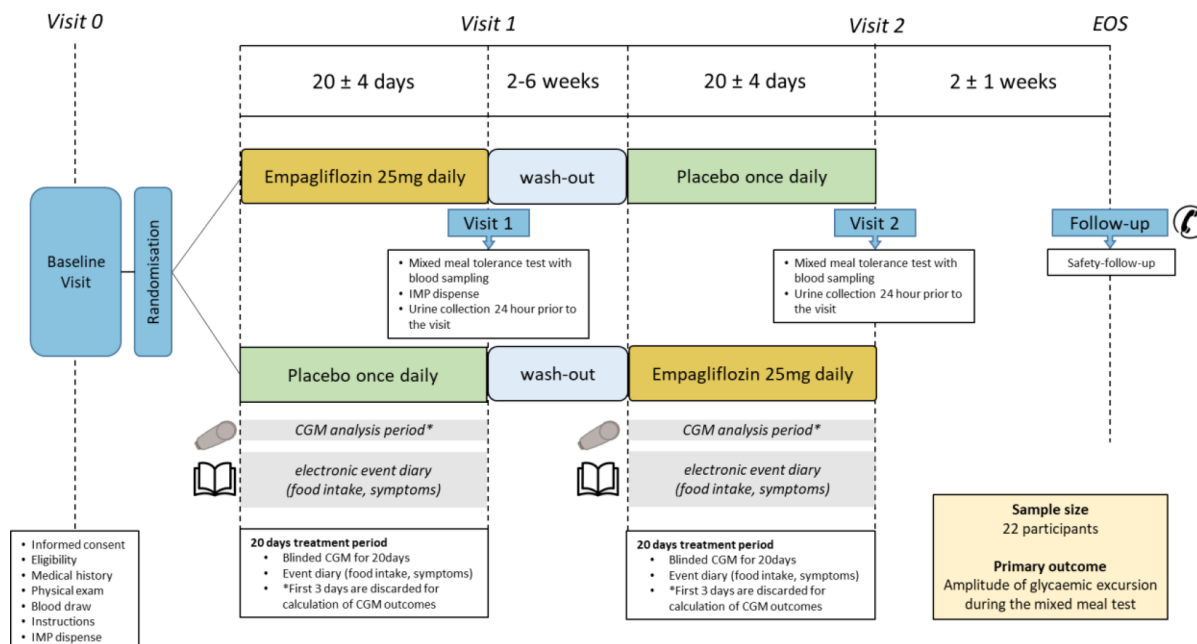 Visit 0
Visit 1
Visit 2
EOS
20 ± 4 days
2-6 weeks
20 ± 4 days
2 ± 1 weeks
Empagliflozin 25mg daily
wash-out
Placebo once daily
Baseline
Visit
Randomisation
Visit 1
• Mixed meal tolerance test with
blood sampling
• IMP dispense
• Urine collection 24 hour prior to
the visit
Visit 2
• Mixed meal tolerance test with
blood sampling
• Urine collection 24 hour prior to
the visit
Follow-up
Safety-follow-up
Placebo once daily
wash-out
Empagliflozin 25mg daily
CGM analysis period*
CGM analysis period*
electronic event diary
(food intake, symptoms)
electronic event diary
(food intake, symptoms)
• Informed consent
• Eligibility
• Medical history
• Physical exam
• Blood draw
• Instructions
• IMP dispense
20 days treatment period
• Blinded CGM for 20days
• Event diary (food intake, symptoms)
• *First 3 days are discarded for
calculation of CGM outcomes
20 days treatment period
• Blinded CGM for 20days
• Event diary (food intake, symptoms)
• *First 3 days are discarded for
calculation of CGM outcomes
Sample size
22 participants
Primary outcome
Amplitude of glycaemic excursion
during the mixed meal test